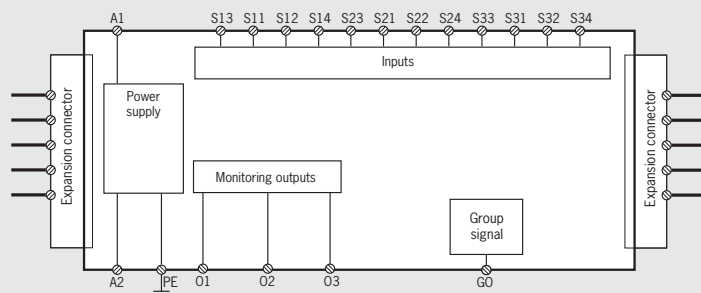 A1 S13 S11 S12 S14 S23 S21 S22 S24 S33 S31 S32 S34
Inputs
Expansion connector
Power
supply
Expansion connector
Monitoring outputs
Group
signal
A2 PE O1 O2 O3 GO